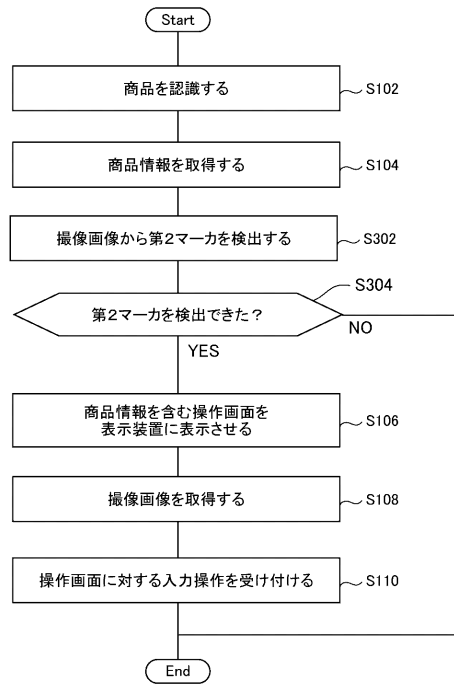 Start
商品を認識する
S102
商品情報を取得する
S104
撮像画像から第2マーカを検出する
S302
S304
第2マーカを検出できた？
NO
YES
商品情報を含む操作画面を
表示装置に表示させる
S106
撮像画像を取得する
S108
操作画面に対する入力操作を受け付ける
S110
End